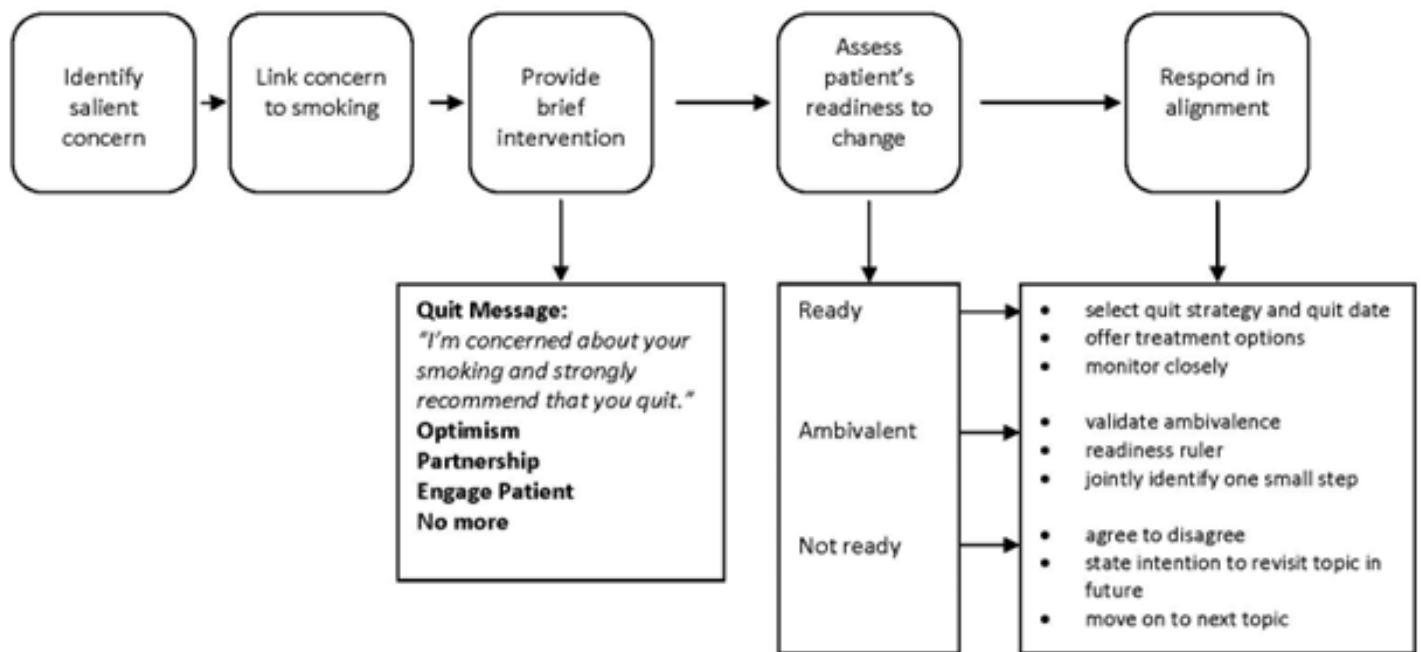 Identify
salient
concern
Link concern
to smoking
Provide
brief
intervention
Assess
patient's
readiness to
change
Respond in
alignment
Quit Message:
"I'm concerned about your
smoking and strongly
recommend that you quit."
Optimism
Partnership
Engage Patient
No more
Ready
Ambivalent
Not ready
• select quit strategy and quit date
• offer treatment options
• monitor closely
• validate ambivalence
• readiness ruler
• jointly identify one small step
• agree to disagree
• state intention to revisit topic in
future
• move on to next topic